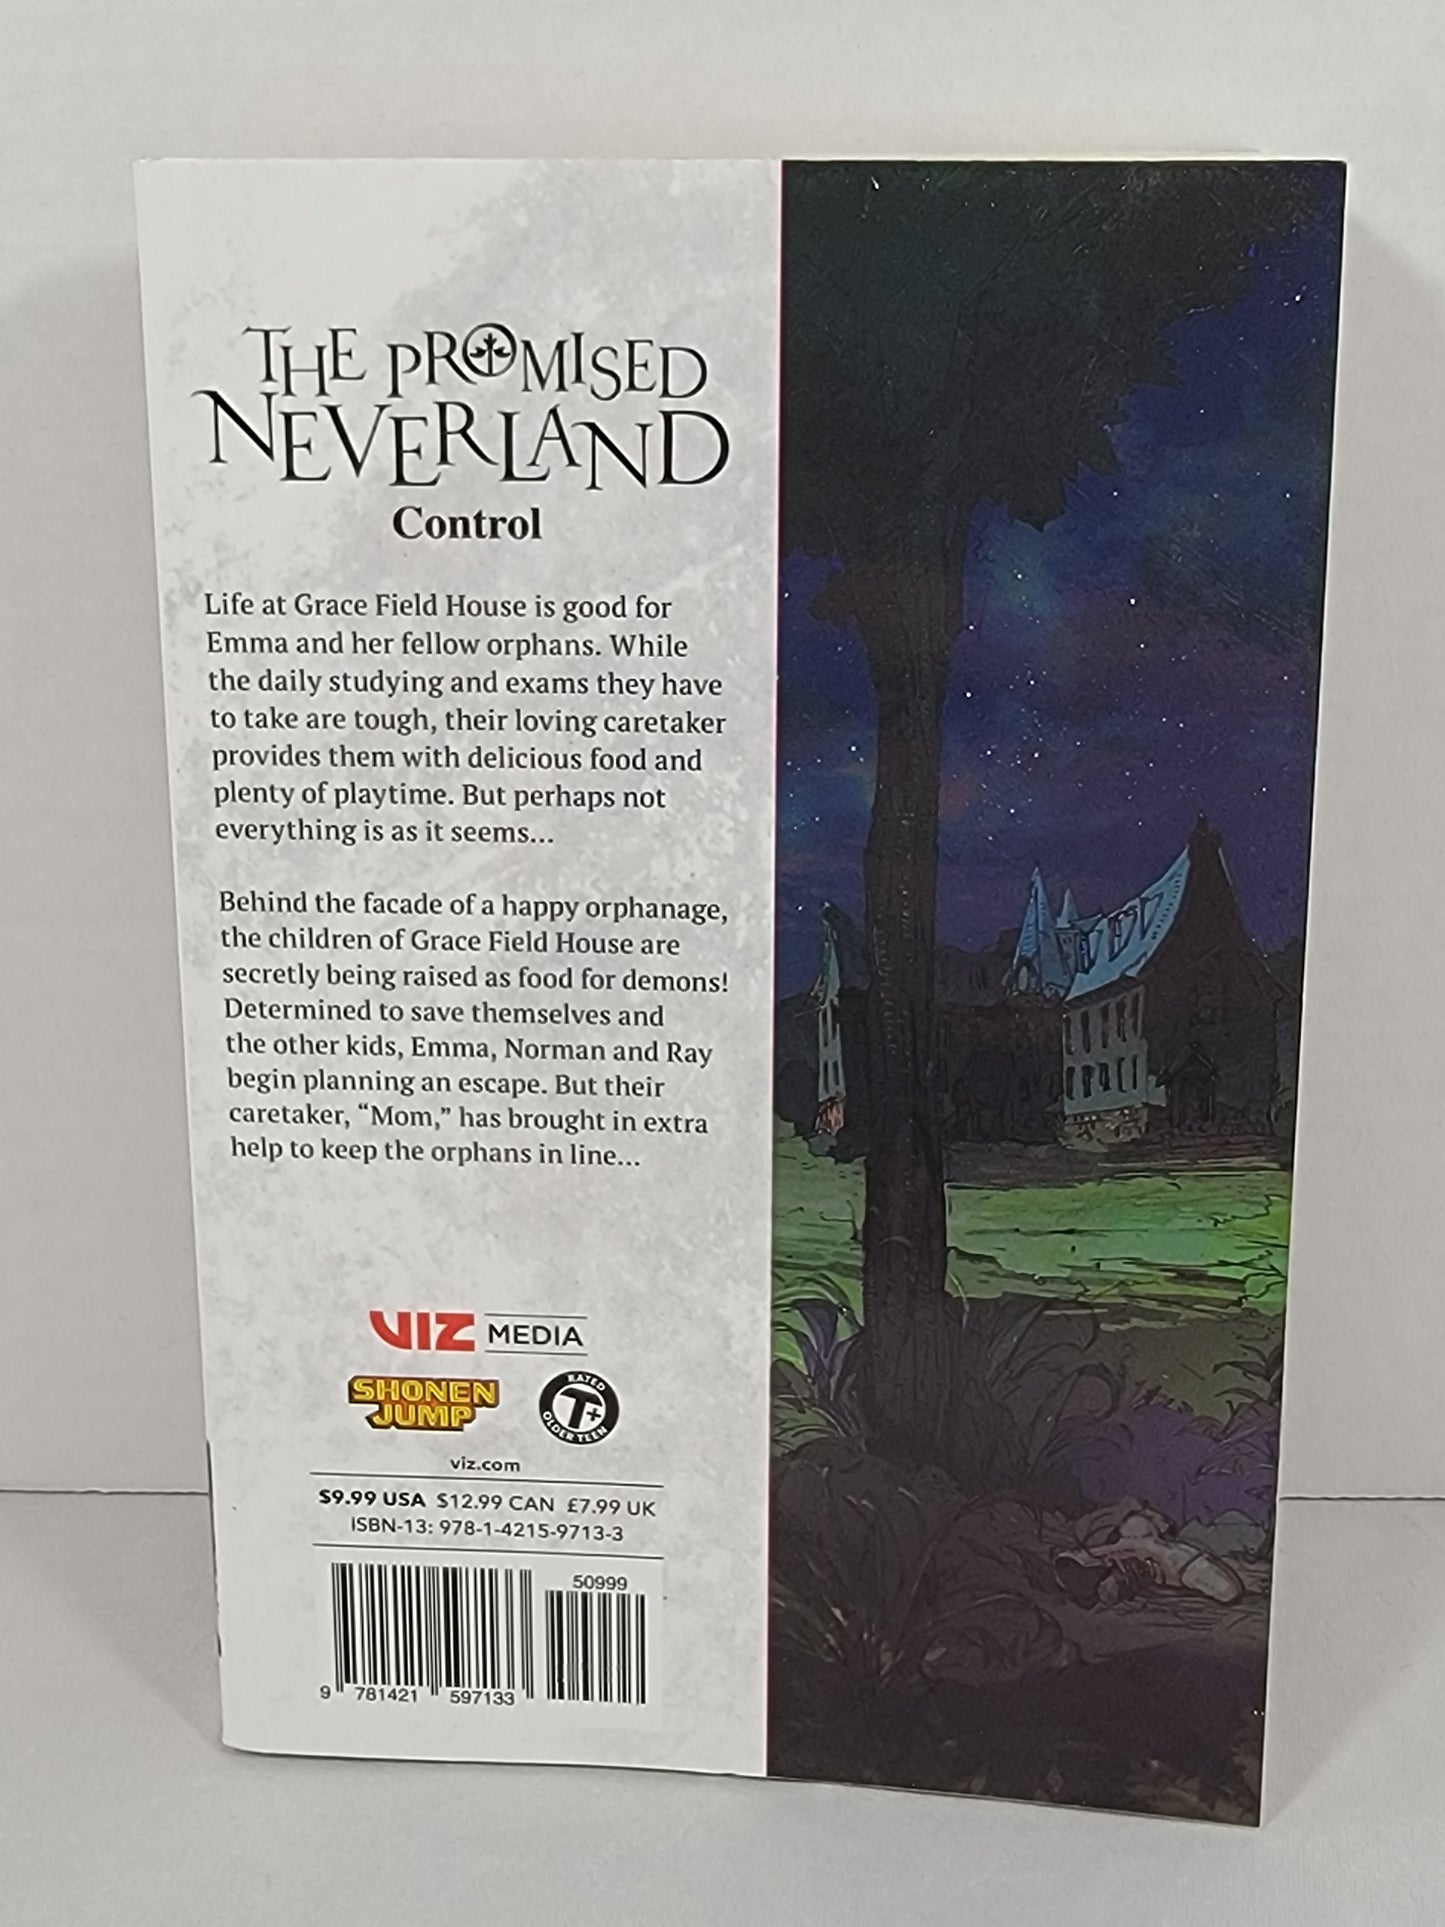 THE PROMISED
NEVERLAND
Control
Life at Grace Field House is good for
Emma and her fellow orphans. While
the daily studying and exams they have
to take are tough, their loving caretaker
provides them with delicious food and
plenty of playtime. But perhaps not
everything is as it seems...
Behind the facade of a happy orphanage,
the children of Grace Field House are
secretly being raised as food for demons!
Determined to save themselves and
the other kids, Emma, Norman and Ray
begin planning an escape. But their
caretaker, “Mom,” has brought in extra
help to keep the orphans in line...
VIZ MEDIA
SHONEN
JUMP
RATED
T+
OLDER TEEN
viz.com
$9.99 USA $12.99 CAN £7.99 UK
ISBN-13: 978-1-4215-9713-3
50999
9 781421 597133